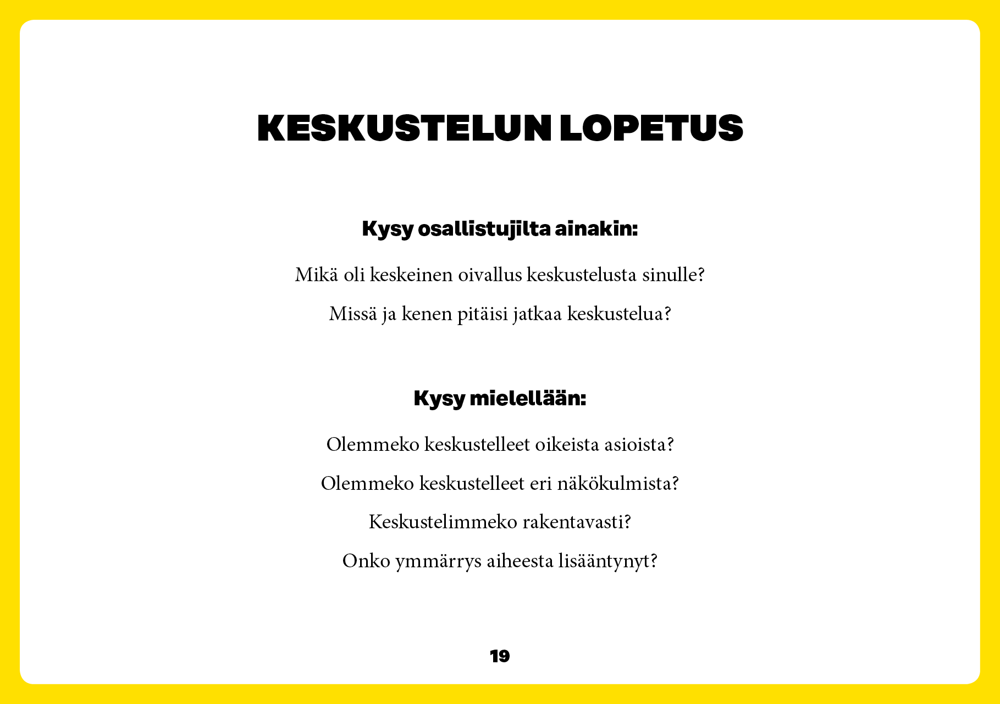 KESKUSTELUN LOPETUS
Kysy osallistujilta ainakin:
Mikä oli keskeinen oivallus keskustelusta sinulle?
Missä ja kenen pitäisi jatkaa keskustelua?
Kysy mielellään:
Olemmeko keskustelleet oikeista asioista?
Olemmeko keskustelleet eri näkökulmista?
Keskustelimmeko rakentavasti?
Onko ymmärrys aiheesta lisääntynyt?
19